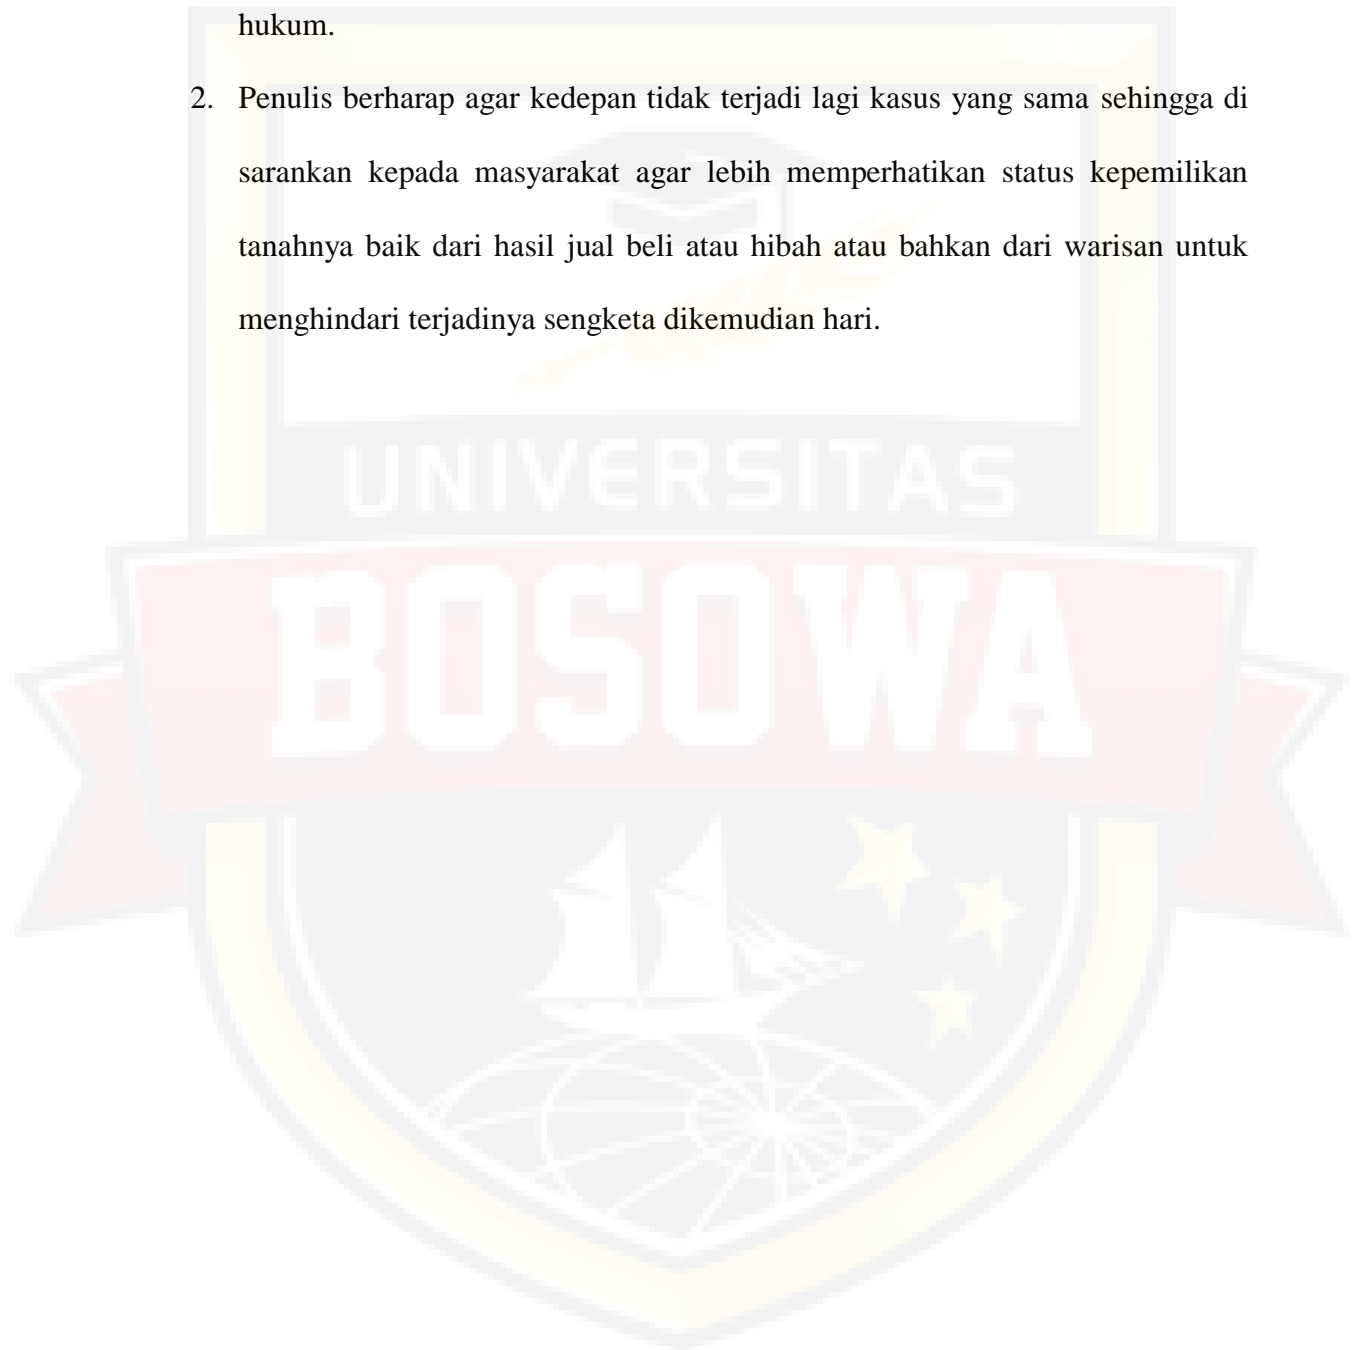 hukum.
2. Penulis berharap agar kedepan tidak terjadi lagi kasus yang sama sehingga di
sarankan kepada masyarakat agar lebih memperhatikan status kepemilikan
tanahnya baik dari hasil jual beli atau hibah atau bahkan dari warisan untuk
menghindari terjadinya sengketa dikemudian hari.
UNIVERSITAS
BOSOWA